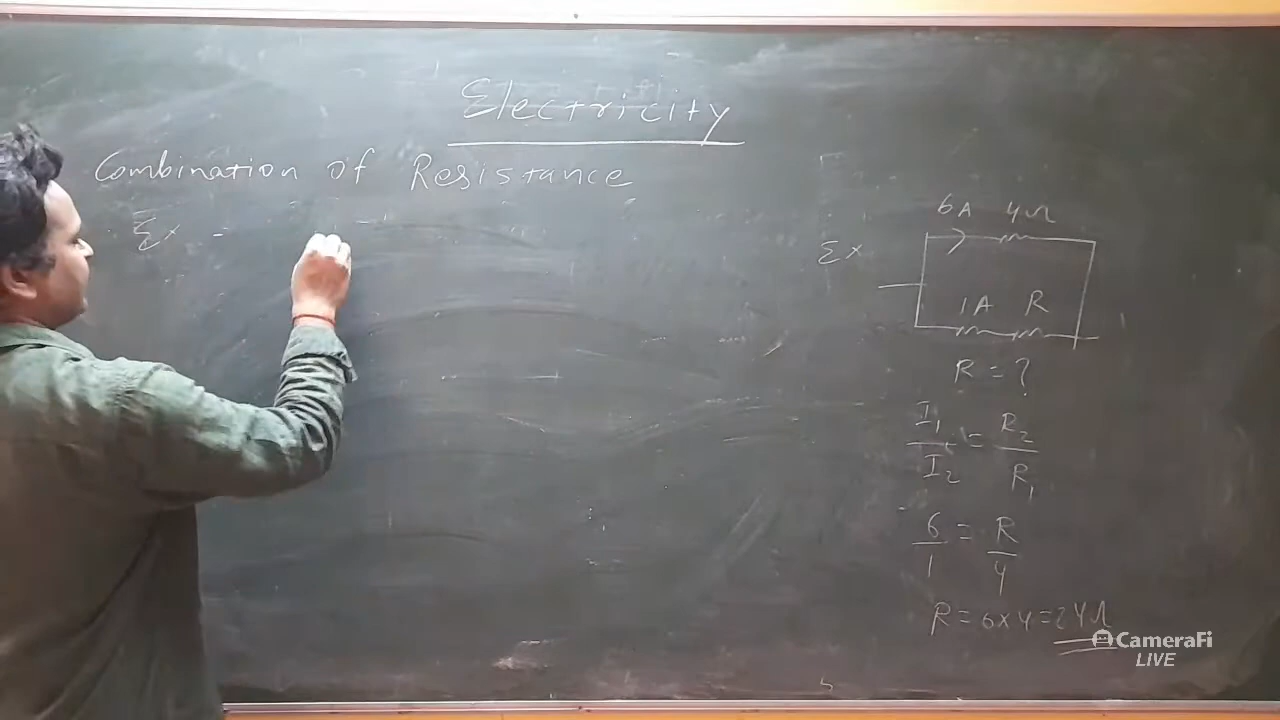 Electricity
Combination of Resistance
Ex -
Ex
6A 4Ω
1A R
R = ?
I₁/I₂ = R₂/R₁
6/1 = R/4
R = 6 x 4 = 24Ω
CameraFi
LIVE